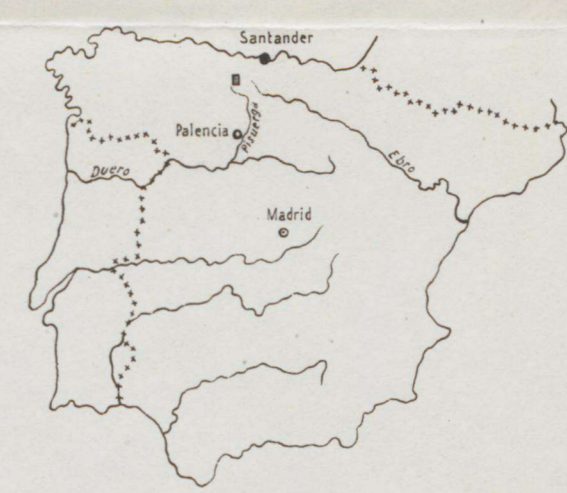 Santander
Palencia
Pisuerga
Duero
Ebro
Madrid